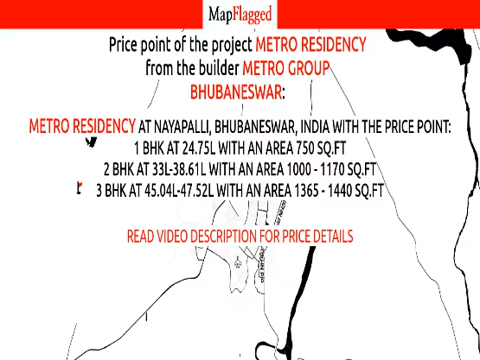 MapFlagged
Price point of the project METRO RESIDENCY
from the builder METRO GROUP
BHUBANESWAR:
METRO RESIDENCY AT NAYAPALLI, BHUBANESWAR, INDIA WITH THE PRICE POINT:
1 BHK AT 24.75L WITH AN AREA 750 SQ.FT
2 BHK AT 33L-38.61L WITH AN AREA 1000 - 1170 SQ.FT
3 BHK AT 45.04L-47.52L WITH AN AREA 1365 - 1440 SQ.FT
READ VIDEO DESCRIPTION FOR PRICE DETAILS